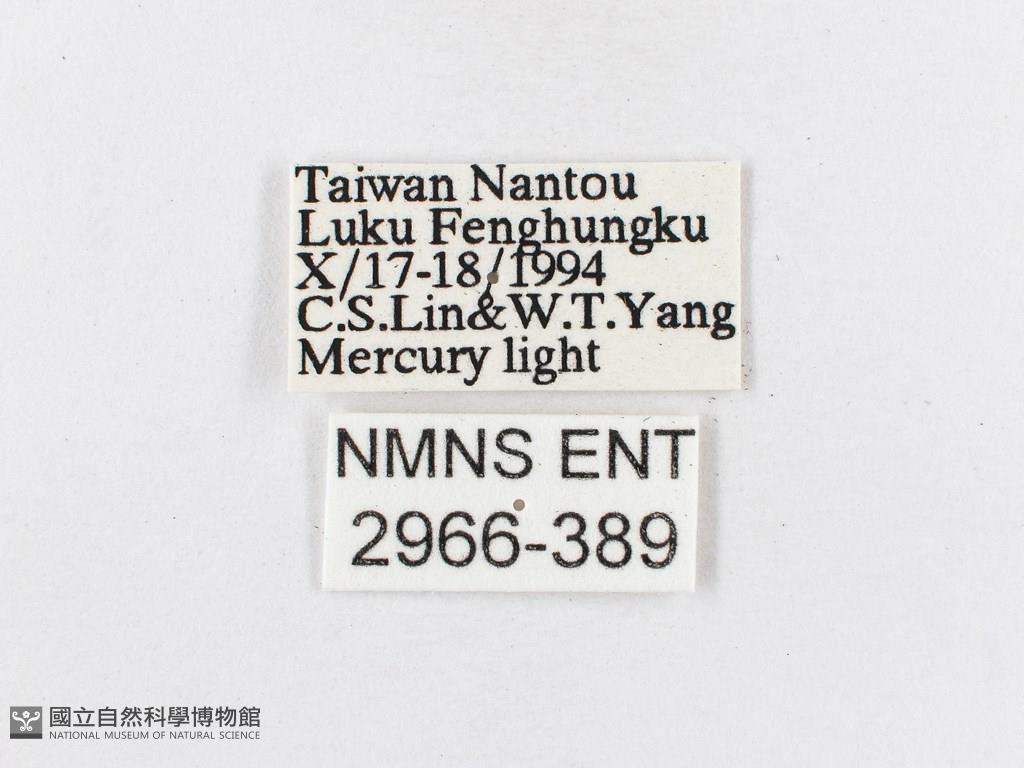 Taiwan Nantou
Luku Fenghungku
X/17-18/1994
C.S.Lin&W.T.Yang
Mercury light
NMNS ENT
2966-389
國立自然科學博物館
NATIONAL MUSEUM OF NATURAL SCIENCE